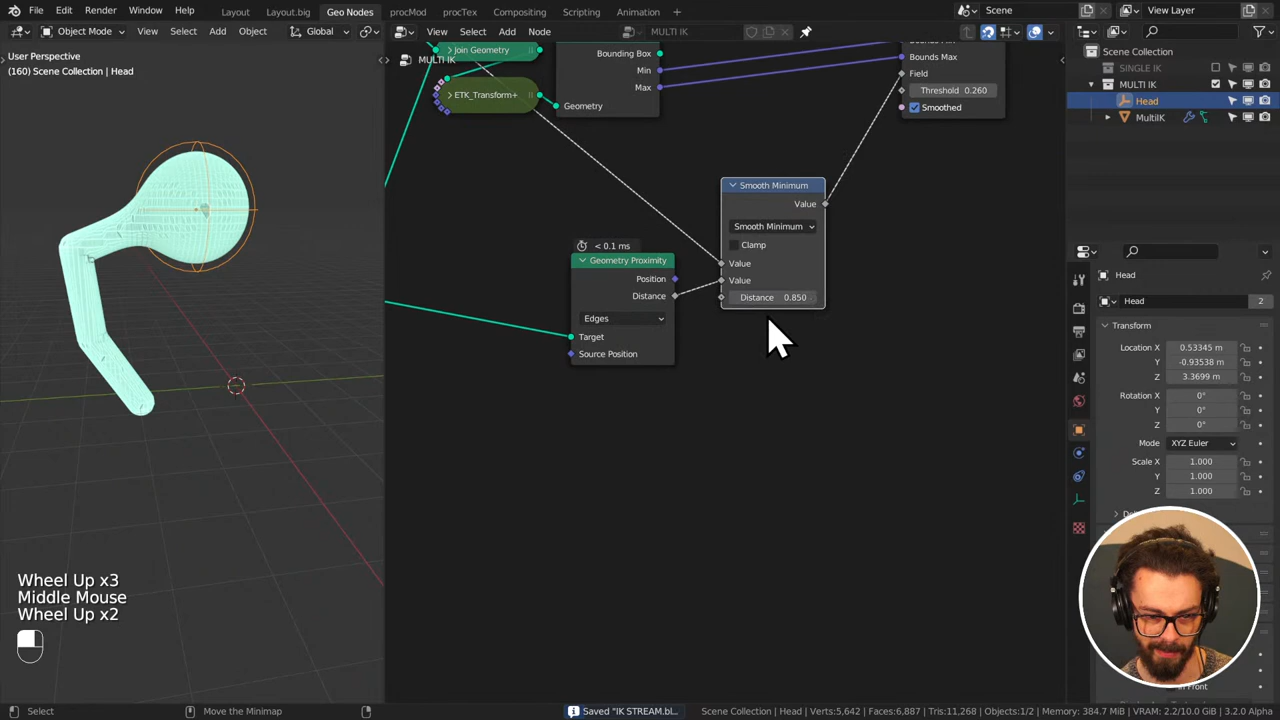 File Edit Render Window Help
Layout Layout.big Geo Nodes procMod procTex Compositing Scripting Animation +
Scene
View Layer
Object Mode View Select Add Object Global
View Select Add Node MULTI IK
User Perspective
(160) Scene Collection | Head
MULTI IK
Join Geometry
ETK_Transform+
Bounding Box
Min
Max
Geometry
Bounds Max
Field
Threshold 0.260
Smoothed
Smooth Minimum
Value
Smooth Minimum
Clamp
Value
Value
Distance 0.850
< 0.1 ms
Geometry Proximity
Position
Distance
Edges
Target
Source Position
Scene Collection
SINGLE IK
MULTI IK
Head
MultiIK
Head
Head 2
Transform
Location X 0.53345 m
Y -0.93538 m
Z 3.3699 m
Rotation X 0°
Y 0°
Z 0°
Mode XYZ Euler
Scale X 1.000
Y 1.000
Z 1.000
In Front
Wheel Up x3
Middle Mouse
Wheel Up x2
Select
Move the Minimap
Saved "IK STREAM.bl...
Scene Collection | Head | Verts:5,642 | Faces:6,887 | Tris:11,268 | Objects:1/2 | Memory: 384.7 MiB | VRAM: 2.2/10.0 GiB | 3.2.0 Alpha